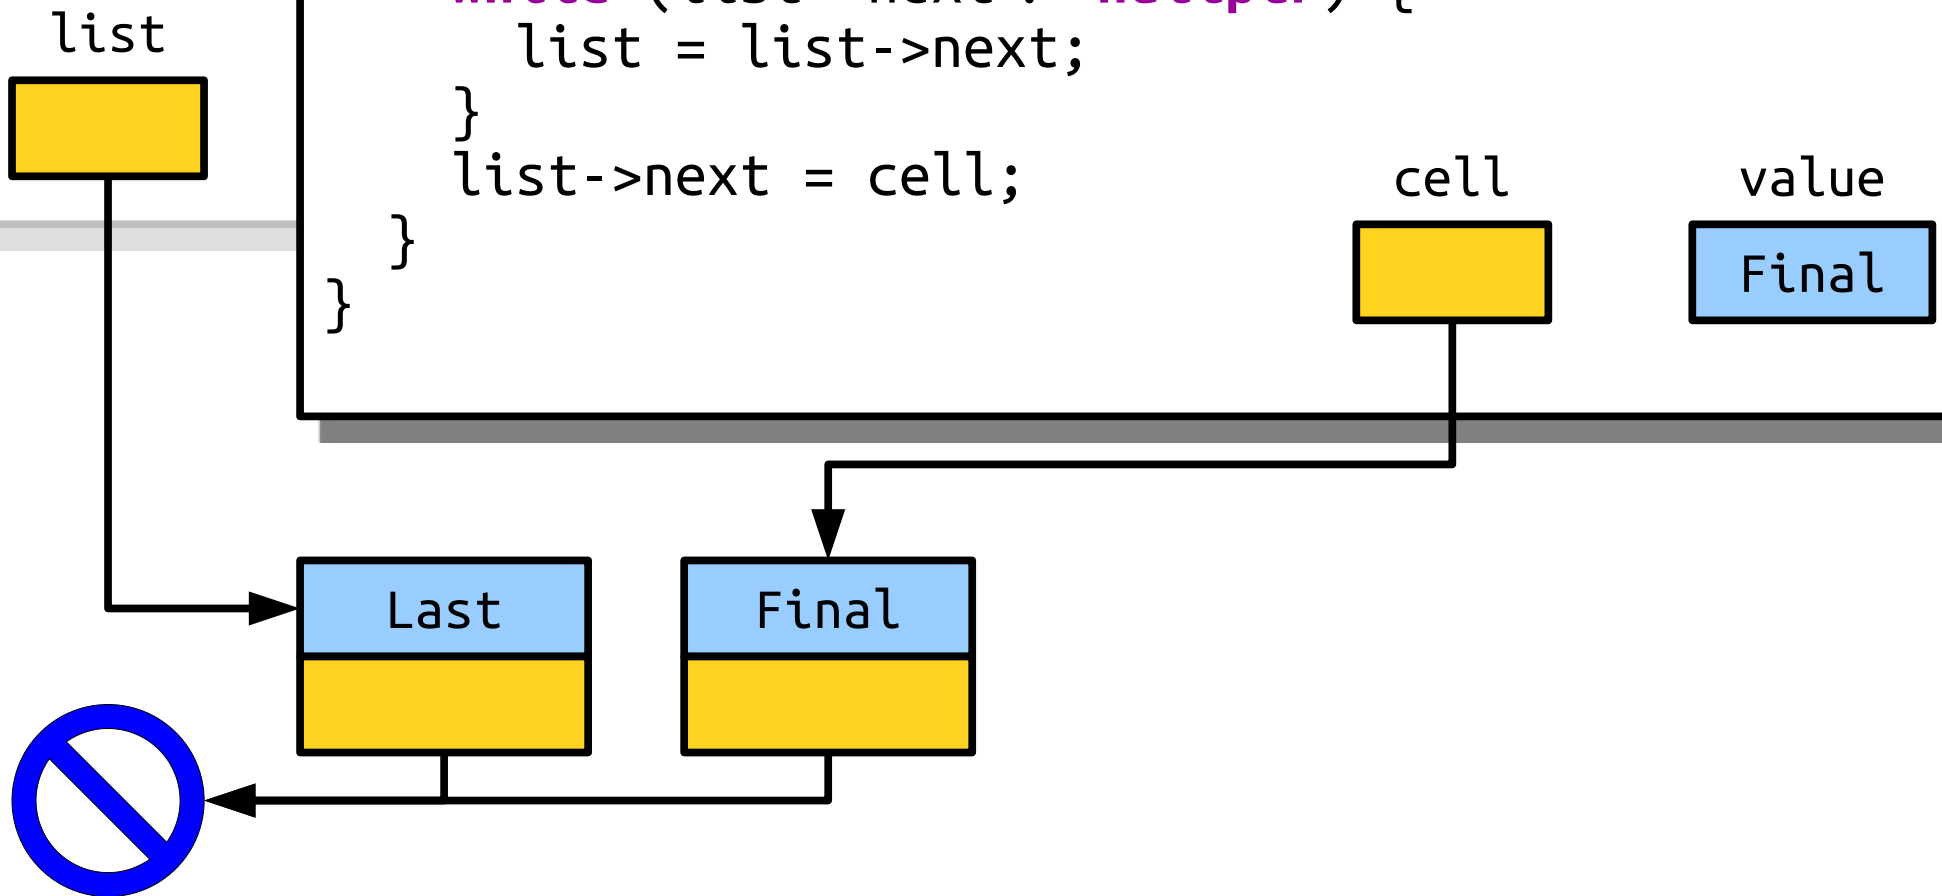 list
list = list->next;
}
list->next = cell;
}
}
cell
value
Final
Last
Final